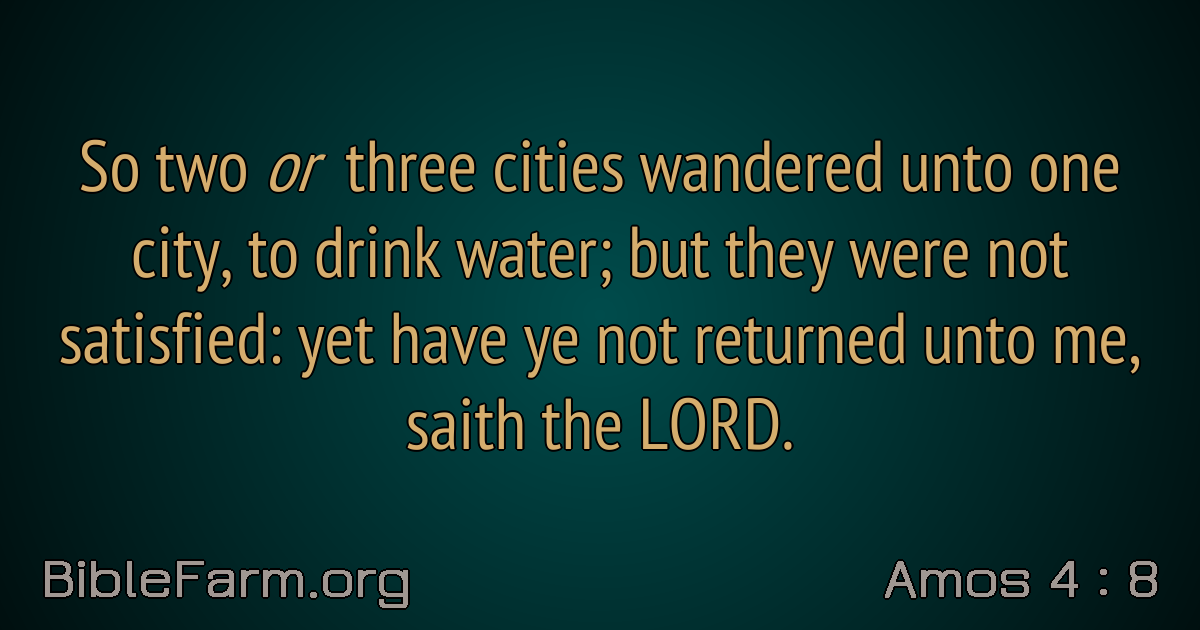 So two or three cities wandered unto one
city, to drink water; but they were not
satisfied: yet have ye not returned unto me,
saith the LORD.
BibleFarm.org
Amos 4 : 8